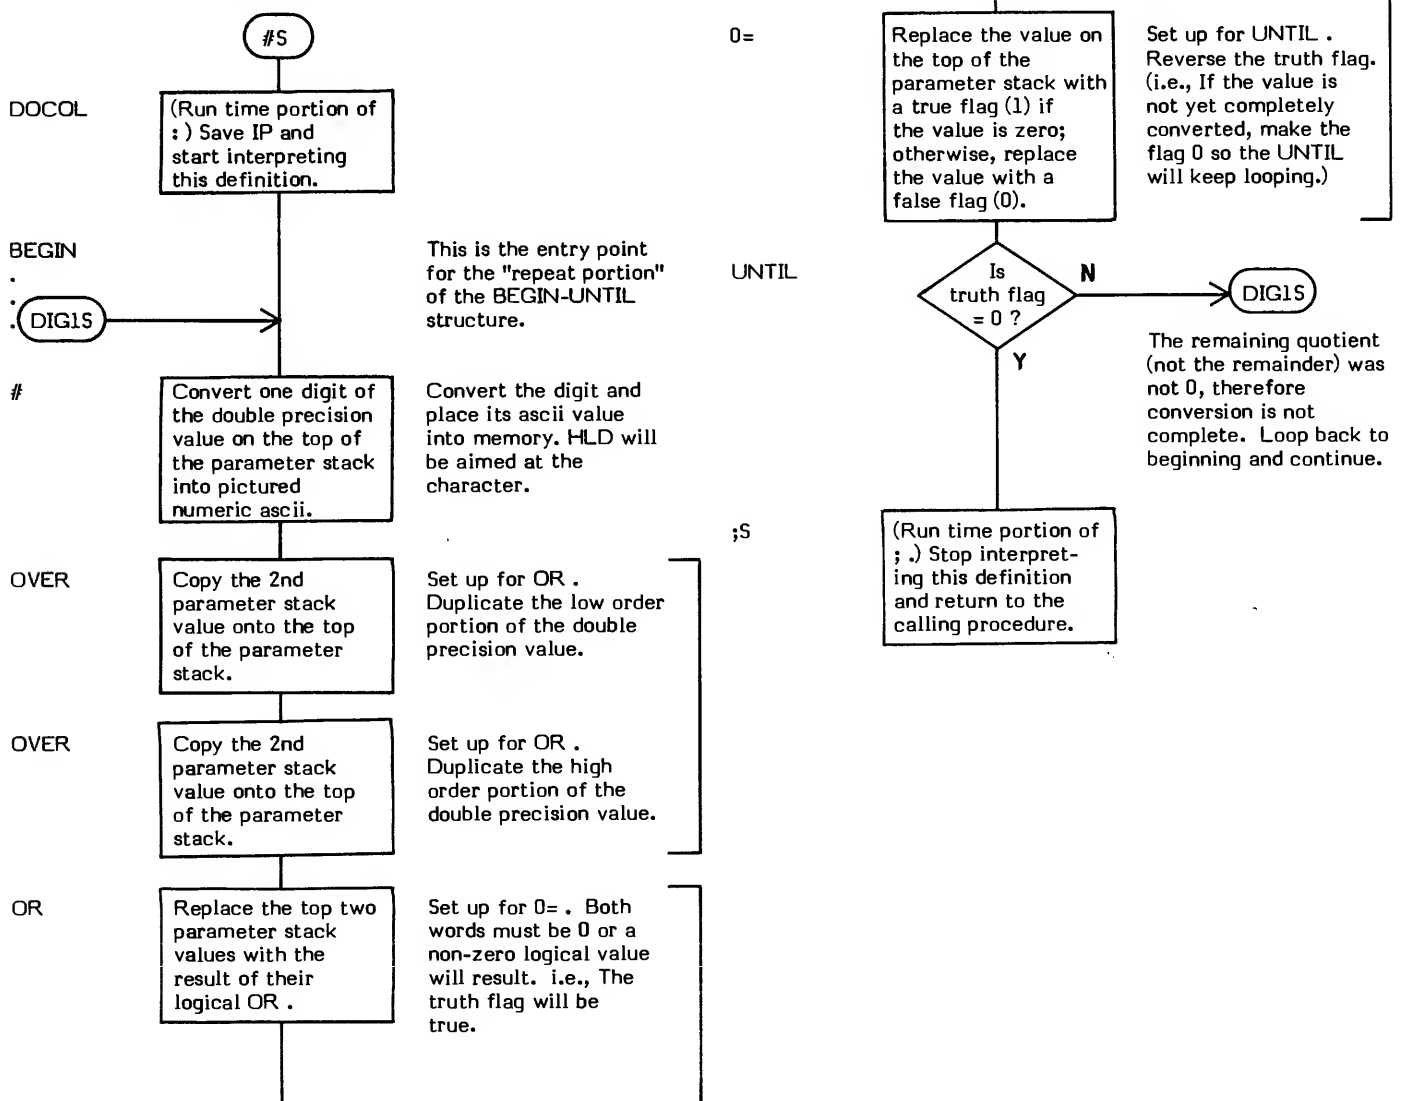 #S
DOCOL
(Run time portion of
: ) Save IP and
start interpreting
this definition.
BEGIN
.
.
.
DIG1S
This is the entry point
for the "repeat portion"
of the BEGIN-UNTIL
structure.
#
Convert one digit of
the double precision
value on the top of
the parameter stack
into pictured
numeric ascii.
Convert the digit and
place its ascii value
into memory. HLD will
be aimed at the
character.
OVER
Copy the 2nd
parameter stack
value onto the top
of the parameter
stack.
Set up for OR .
Duplicate the low order
portion of the double
precision value.
OVER
Copy the 2nd
parameter stack
value onto the top
of the parameter
stack.
Set up for OR .
Duplicate the high
order portion of the
double precision value.
OR
Replace the top two
parameter stack
values with the
result of their
logical OR .
Set up for 0= . Both
words must be 0 or a
non-zero logical value
will result. i.e., The
truth flag will be
true.
0=
Replace the value on
the top of the
parameter stack with
a true flag (1) if
the value is zero;
otherwise, replace
the value with a
false flag (0).
Set up for UNTIL .
Reverse the truth flag.
(i.e., If the value is
not yet completely
converted, make the
flag 0 so the UNTIL
will keep looping.)
UNTIL
Is
truth flag
= 0 ?
N
DIG1S
Y
The remaining quotient
(not the remainder) was
not 0, therefore
conversion is not
complete. Loop back to
beginning and continue.
;S
(Run time portion of
; .) Stop interpret-
ing this definition
and return to the
calling procedure.